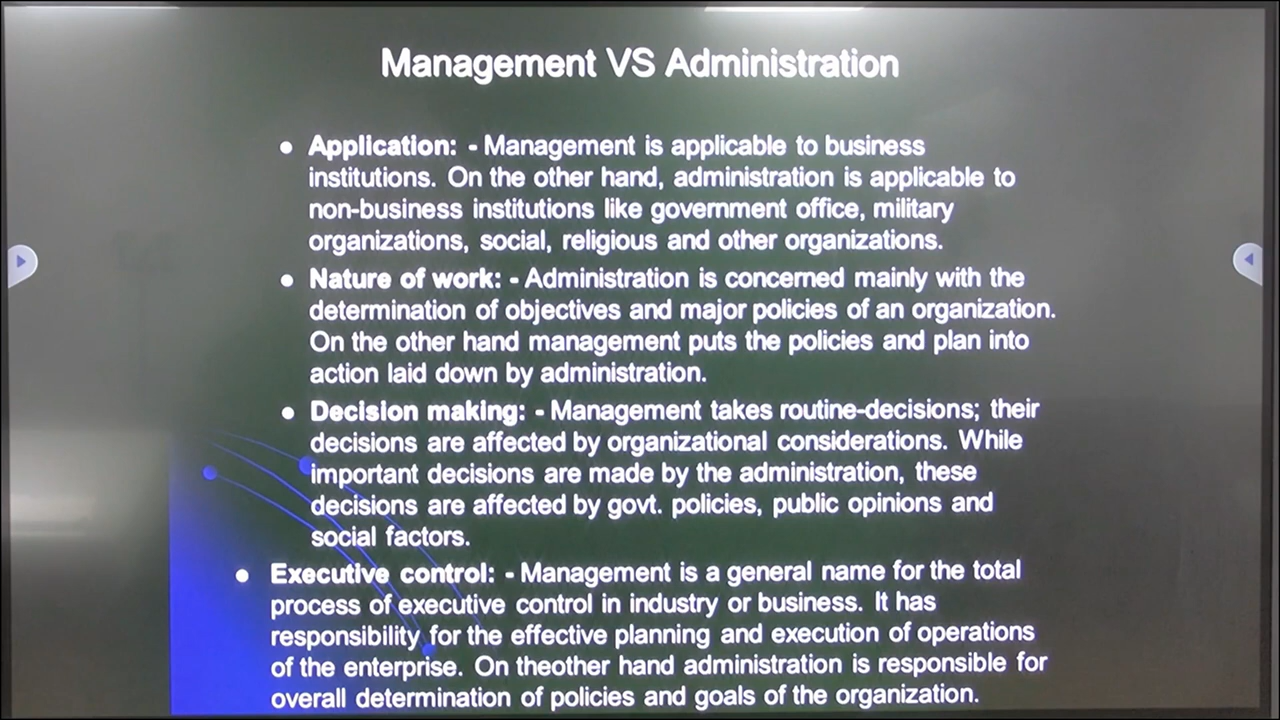 Management VS Administration
• Application: - Management is applicable to business
institutions. On the other hand, administration is applicable to
non-business institutions like government office, military
organizations, social, religious and other organizations.
• Nature of work: - Administration is concerned mainly with the
determination of objectives and major policies of an organization.
On the other hand management puts the policies and plan into
action laid down by administration.
• Decision making: - Management takes routine-decisions; their
decisions are affected by organizational considerations. While
important decisions are made by the administration, these
decisions are affected by govt. policies, public opinions and
social factors.
• Executive control: - Management is a general name for the total
process of executive control in industry or business. It has
responsibility for the effective planning and execution of operations
of the enterprise. On theother hand administration is responsible for
overall determination of policies and goals of the organization.